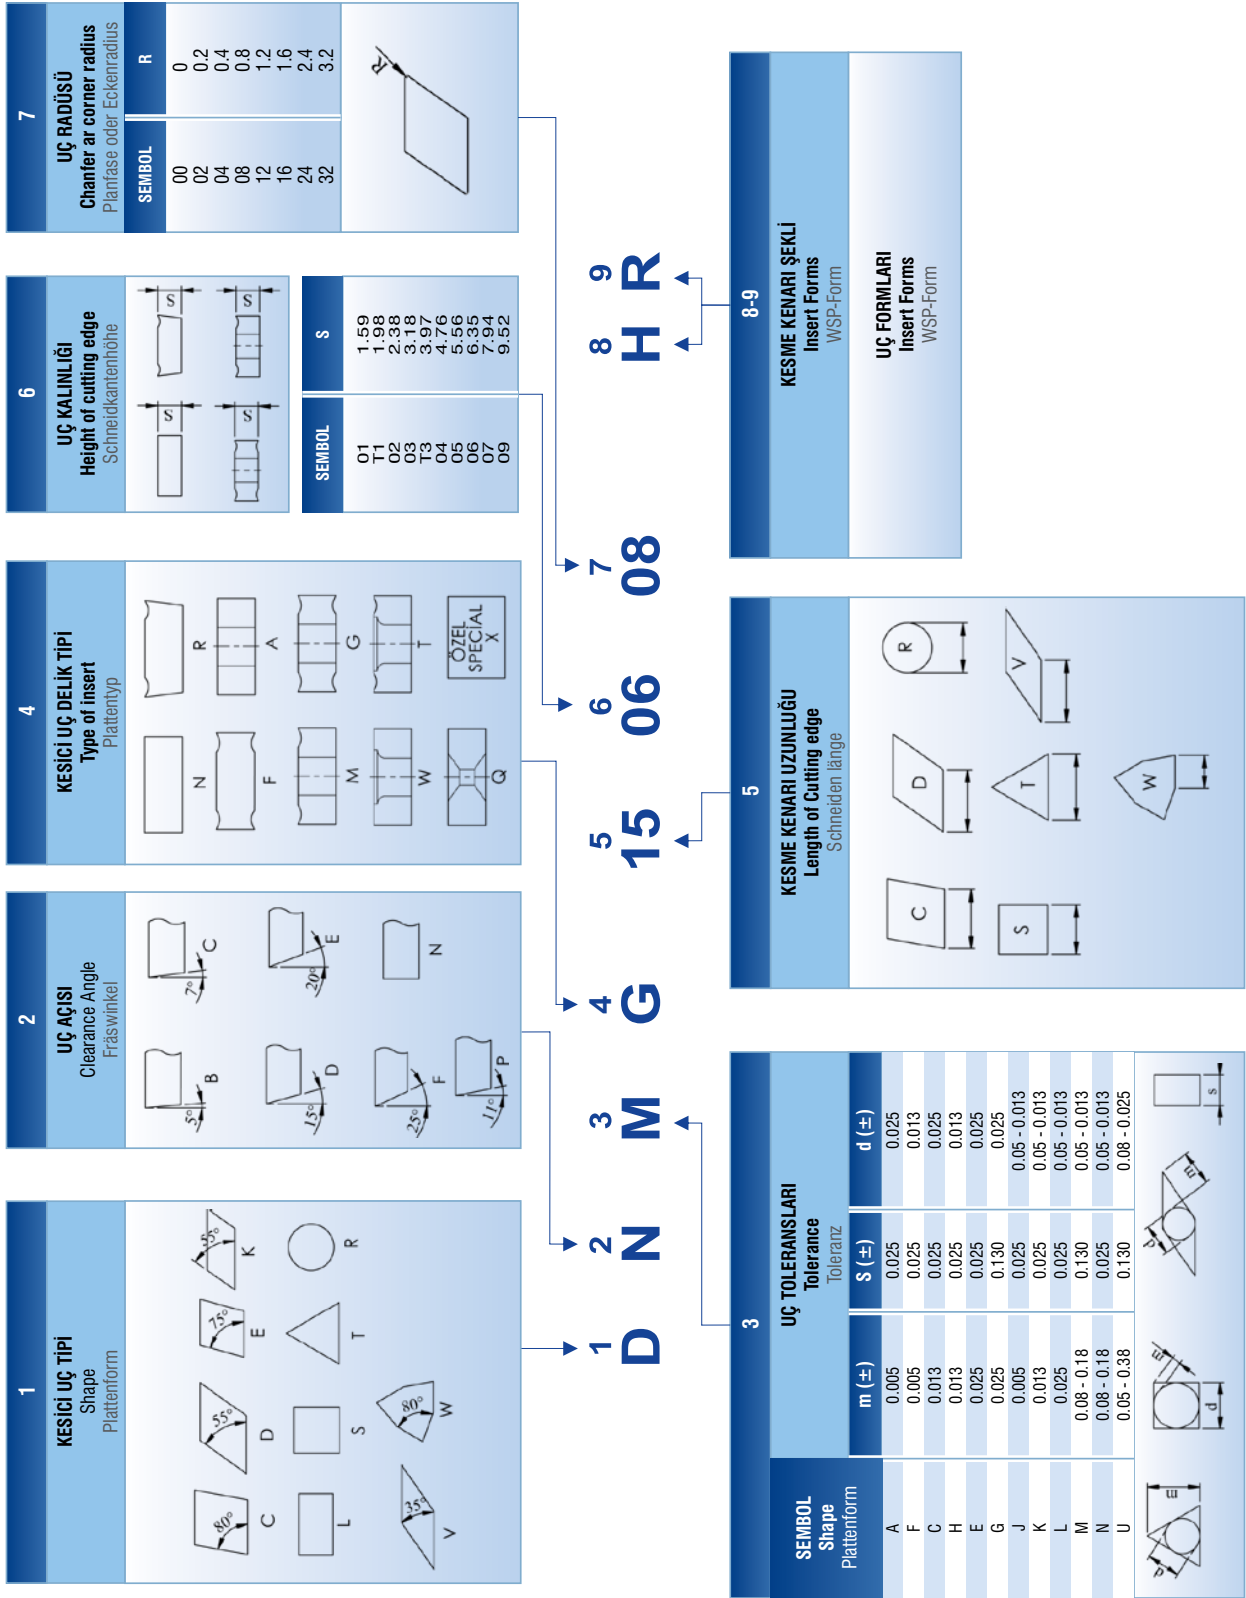 1
KESİCİ UÇ TİPİ
Shape
Plattenform
80°
C
55°
D
75°
E
55°
K
L
S
T
R
35°
V
80°
W
2
UÇ AÇISI
Clearance Angle
Fräswinkel
5°
B
7°
C
15°
D
20°
E
25°
F
N
11°
P
4
KESİCİ UÇ DELİK TİPİ
Type of insert
Plattentyp
N
R
F
A
M
G
W
T
Q
ÖZEL
SPECIAL
X
6
UÇ KALINLIĞI
Height of cutting edge
Schneidkantenhöhe
S
S
S
S
SEMBOL S
01 1.59
T1 1.98
02 2.38
03 3.18
T3 3.97
04 4.76
05 5.56
06 6.35
07 7.94
09 9.52
7
UÇ RADÜSÜ
Chanfer ar corner radius
Planfase oder Eckenradius
SEMBOL R
00 0
02 0.2
04 0.4
08 0.8
12 1.2
16 1.6
24 2.4
32 3.2
R
1 2 3 4 5 6 7 8 9
D N M G 15 06 08 H R
3
SEMBOL
Shape
Plattenform
UÇ TOLERANSLARI
Tolerance
Toleranz
m (±) S (±) d (±)
A 0.005 0.025 0.025
F 0.005 0.025 0.013
C 0.013 0.025 0.025
H 0.013 0.025 0.013
E 0.025 0.025 0.025
G 0.025 0.130 0.025
J 0.005 0.025 0.05 - 0.013
K 0.013 0.025 0.05 - 0.013
L 0.025 0.025 0.05 - 0.013
M 0.08 - 0.18 0.130 0.05 - 0.013
N 0.08 - 0.18 0.025 0.05 - 0.013
U 0.05 - 0.38 0.130 0.08 - 0.025
d
m
d
m
d
m
s
5
KESME KENARI UZUNLUĞU
Length of Cutting edge
Schneiden länge
C
D
R
S
T
V
W
8-9
KESME KENARI ŞEKLİ
Insert Forms
WSP-Form
UÇ FORMLARI
Insert Forms
WSP-Form